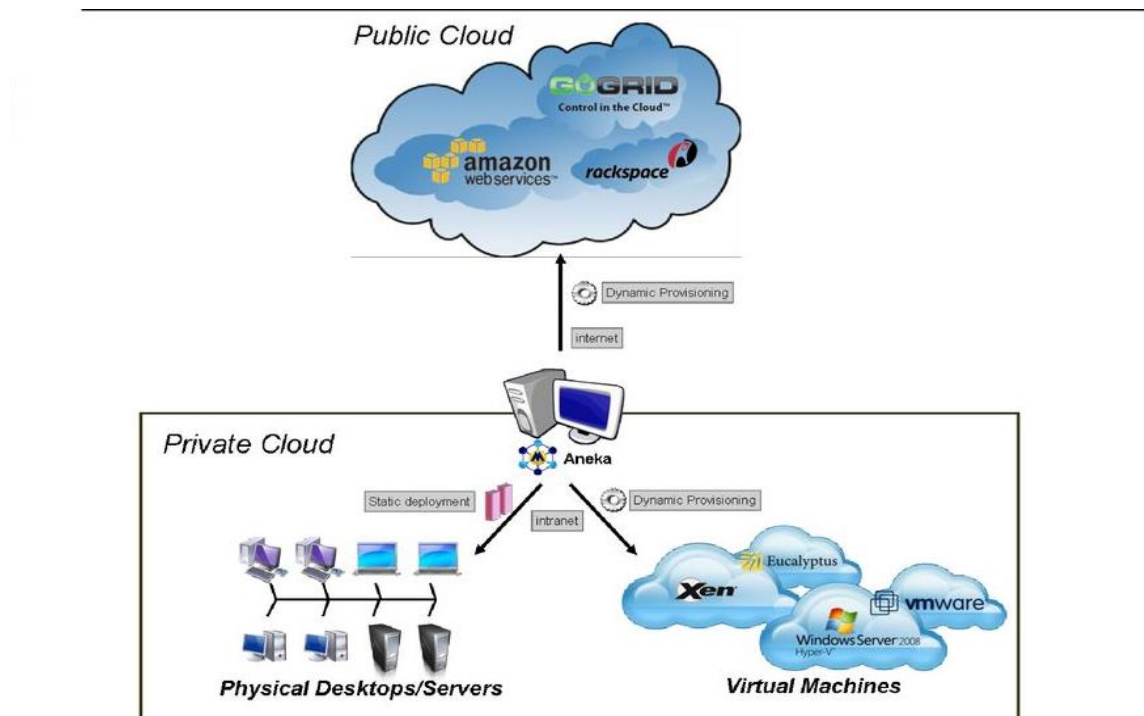 Public Cloud
GOGRID
Control in the Cloud™
amazon
webservices™
rackspace
Dynamic Provisioning
internet
Private Cloud
Aneka
Static deployment
Dynamic Provisioning
intranet
Eucalyptus
Xen®
vmware
Windows Server 2008
Hyper-V™
Physical Desktops/Servers
Virtual Machines